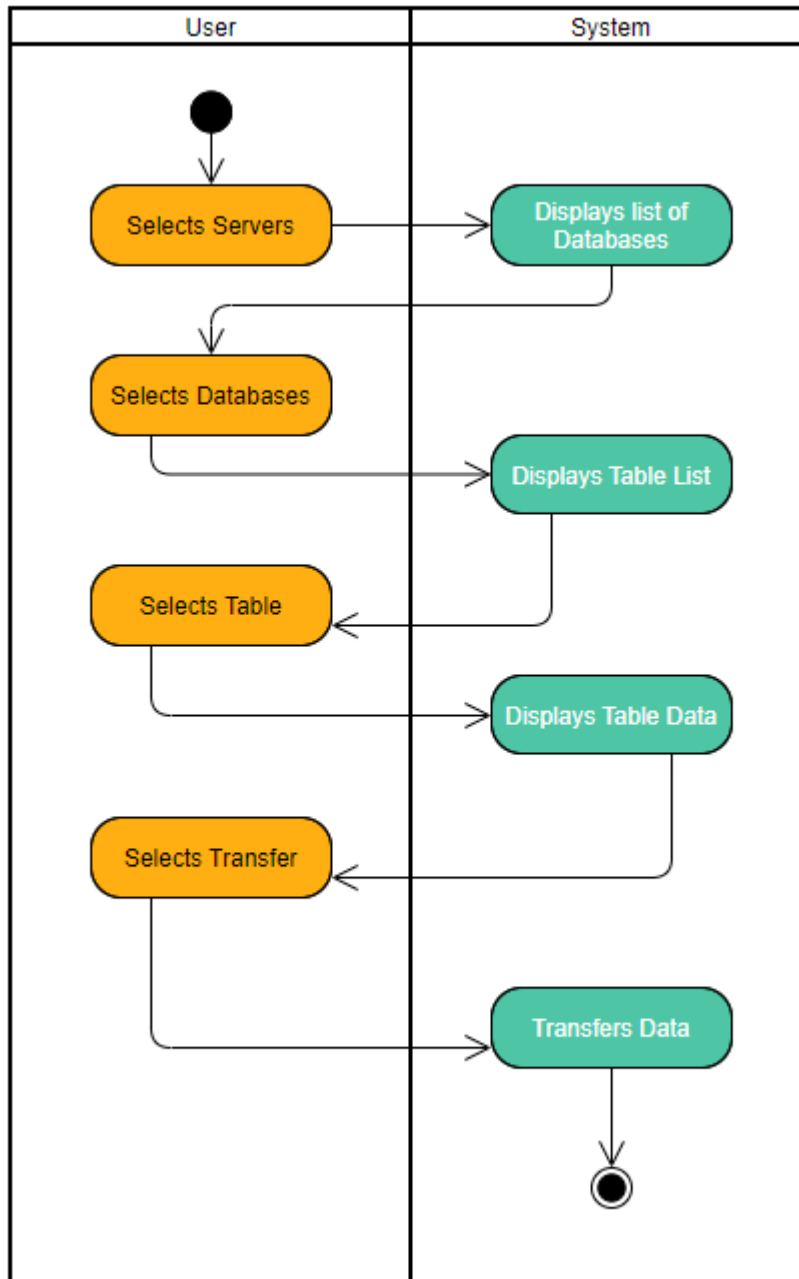 User
System
Selects Servers
Displays list of
Databases
Selects Databases
Displays Table List
Selects Table
Displays Table Data
Selects Transfer
Transfers Data